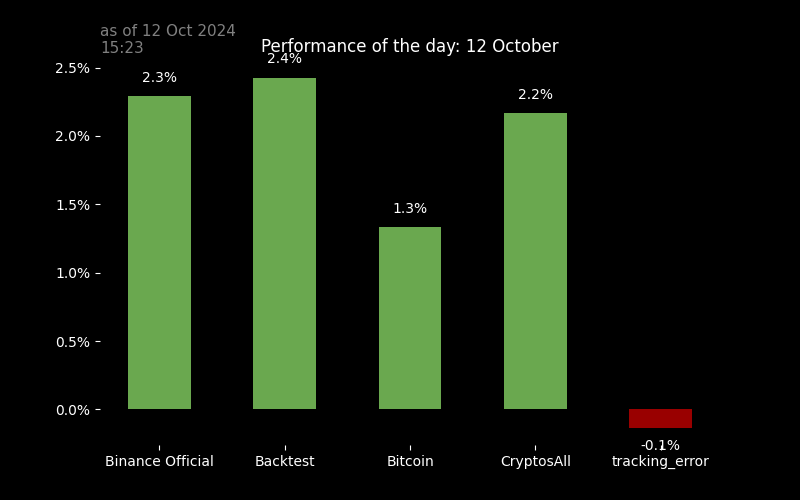 as of 12 Oct 2024
15:23
Performance of the day: 12 October
2.5%
2.0%
1.5%
1.0%
0.5%
0.0%
2.3%
2.4%
1.3%
2.2%
-0.1%
Binance Official
Backtest
Bitcoin
CryptosAll
tracking_error